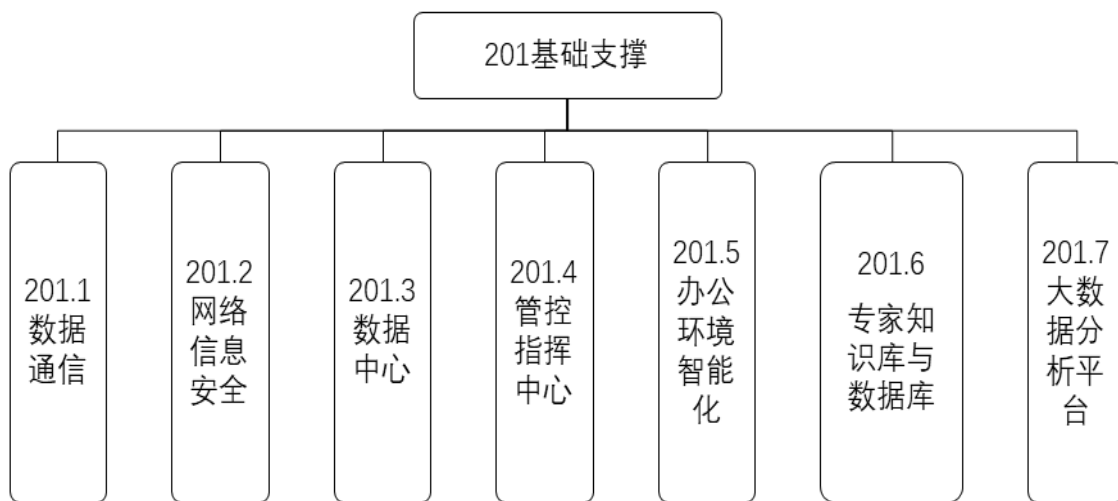 201基础支撑
201.1
数据
通信
201.2
网络
信息
安全
201.3
数据
中心
201.4
管控
指挥
中心
201.5
办公
环境
智能
化
201.6
专家知
识库与
数据库
201.7
大数
据分
析平
台